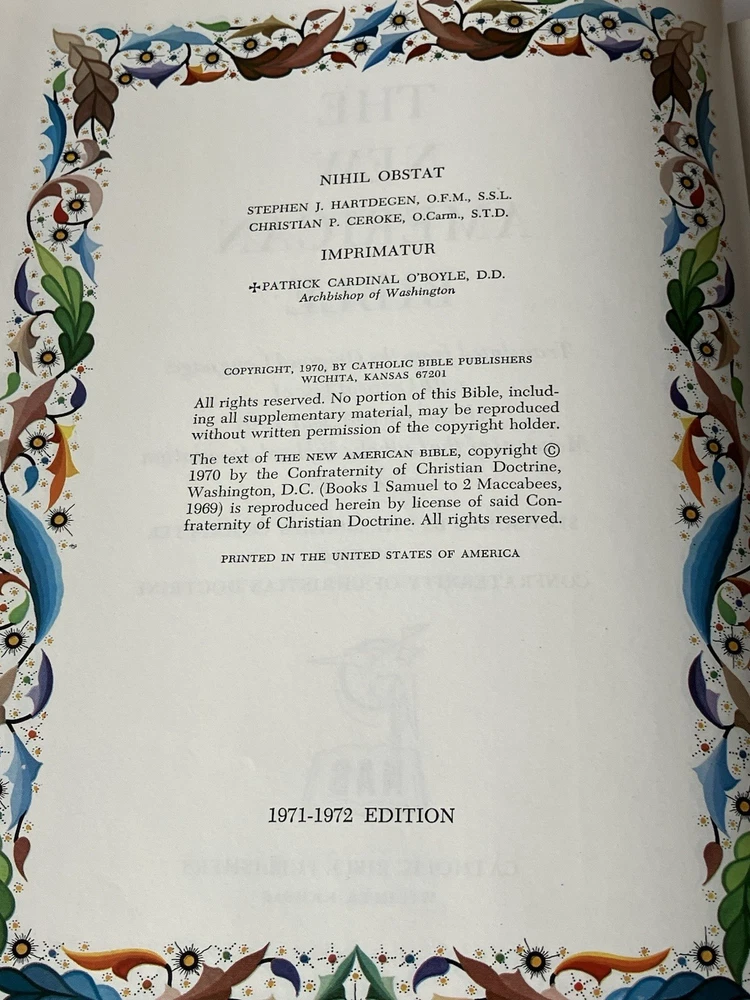 NIHIL OBSTAT
STEPHEN J. HARTDEGEN, O.F.M., S.S.L.
CHRISTIAN P. CEROKE, O.Carm., S.T.D.
IMPRIMATUR
✠PATRICK CARDINAL O'BOYLE, D.D.
Archbishop of Washington
COPYRIGHT, 1970, BY CATHOLIC BIBLE PUBLISHERS
WICHITA, KANSAS 67201
All rights reserved. No portion of this Bible, includ-
ing all supplementary material, may be reproduced
without written permission of the copyright holder.
The text of THE NEW AMERICAN BIBLE, copyright ©
1970 by the Confraternity of Christian Doctrine,
Washington, D.C. (Books 1 Samuel to 2 Maccabees,
1969) is reproduced herein by license of said Con-
fraternity of Christian Doctrine. All rights reserved.
PRINTED IN THE UNITED STATES OF AMERICA
1971-1972 EDITION